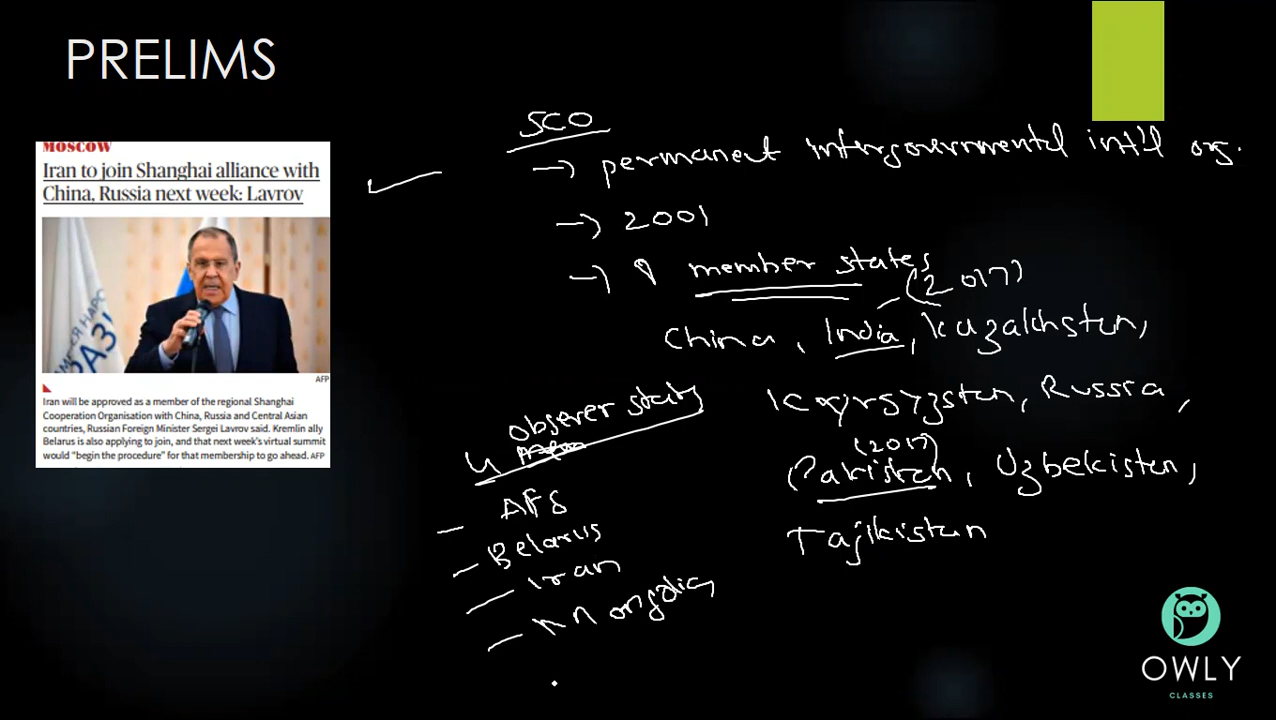 PRELIMS
MOSCOW
Iran to join Shanghai alliance with
China, Russia next week: Lavrov
AFP
Iran will be approved as a member of the regional Shanghai
Cooperation Organisation with China, Russia and Central Asian
countries, Russian Foreign Minister Sergei Lavrov said. Kremlin ally
Belarus is also applying to join, and that next week's virtual summit
would "begin the procedure" for that membership to go ahead. AFP
SCO
→ permanent intergovernmental int'l org.
→ 2001
→ 8 member states
(2017)
China, India, Kazakhstan,
Kyrgyzstan, Russia,
(2017)
Pakistan, Uzbekistan,
Tajikistan
4 observer states
- AFG
- Belarus
- Iran
- Mongolia
OWLY
CLASSES